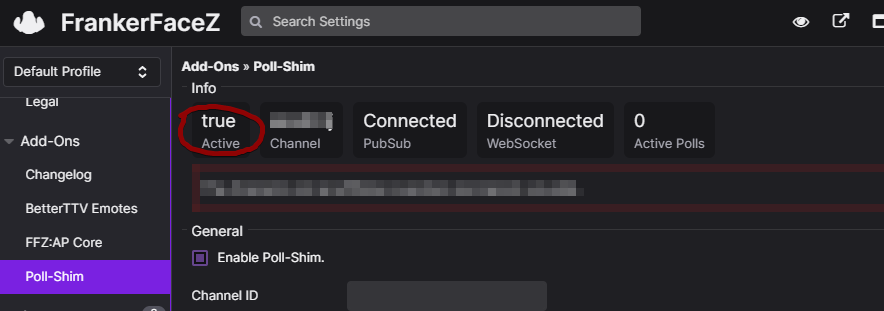 FrankerFaceZ
Search Settings
Default Profile
Legal
Add-Ons
Changelog
BetterTTV Emotes
FFZ:AP Core
Poll-Shim
Add-Ons » Poll-Shim
Info
true
Active
Channel
Connected
PubSub
Disconnected
WebSocket
0
Active Polls
General
Enable Poll-Shim.
Channel ID